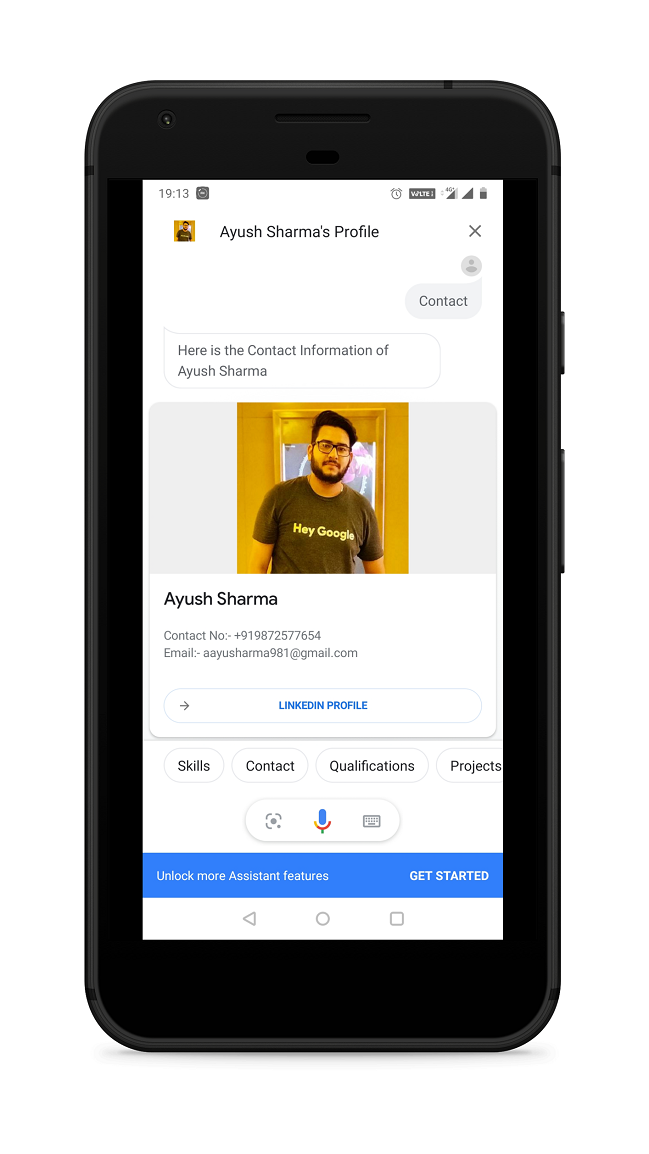 19:13
VoLTE
4G+
Ayush Sharma's Profile
Contact
Here is the Contact Information of
Ayush Sharma
Hey Google
Ayush Sharma
Contact No:- +919872577654
Email:- aayusharma981@gmail.com
LINKEDIN PROFILE
Skills
Contact
Qualifications
Projects
Unlock more Assistant features
GET STARTED